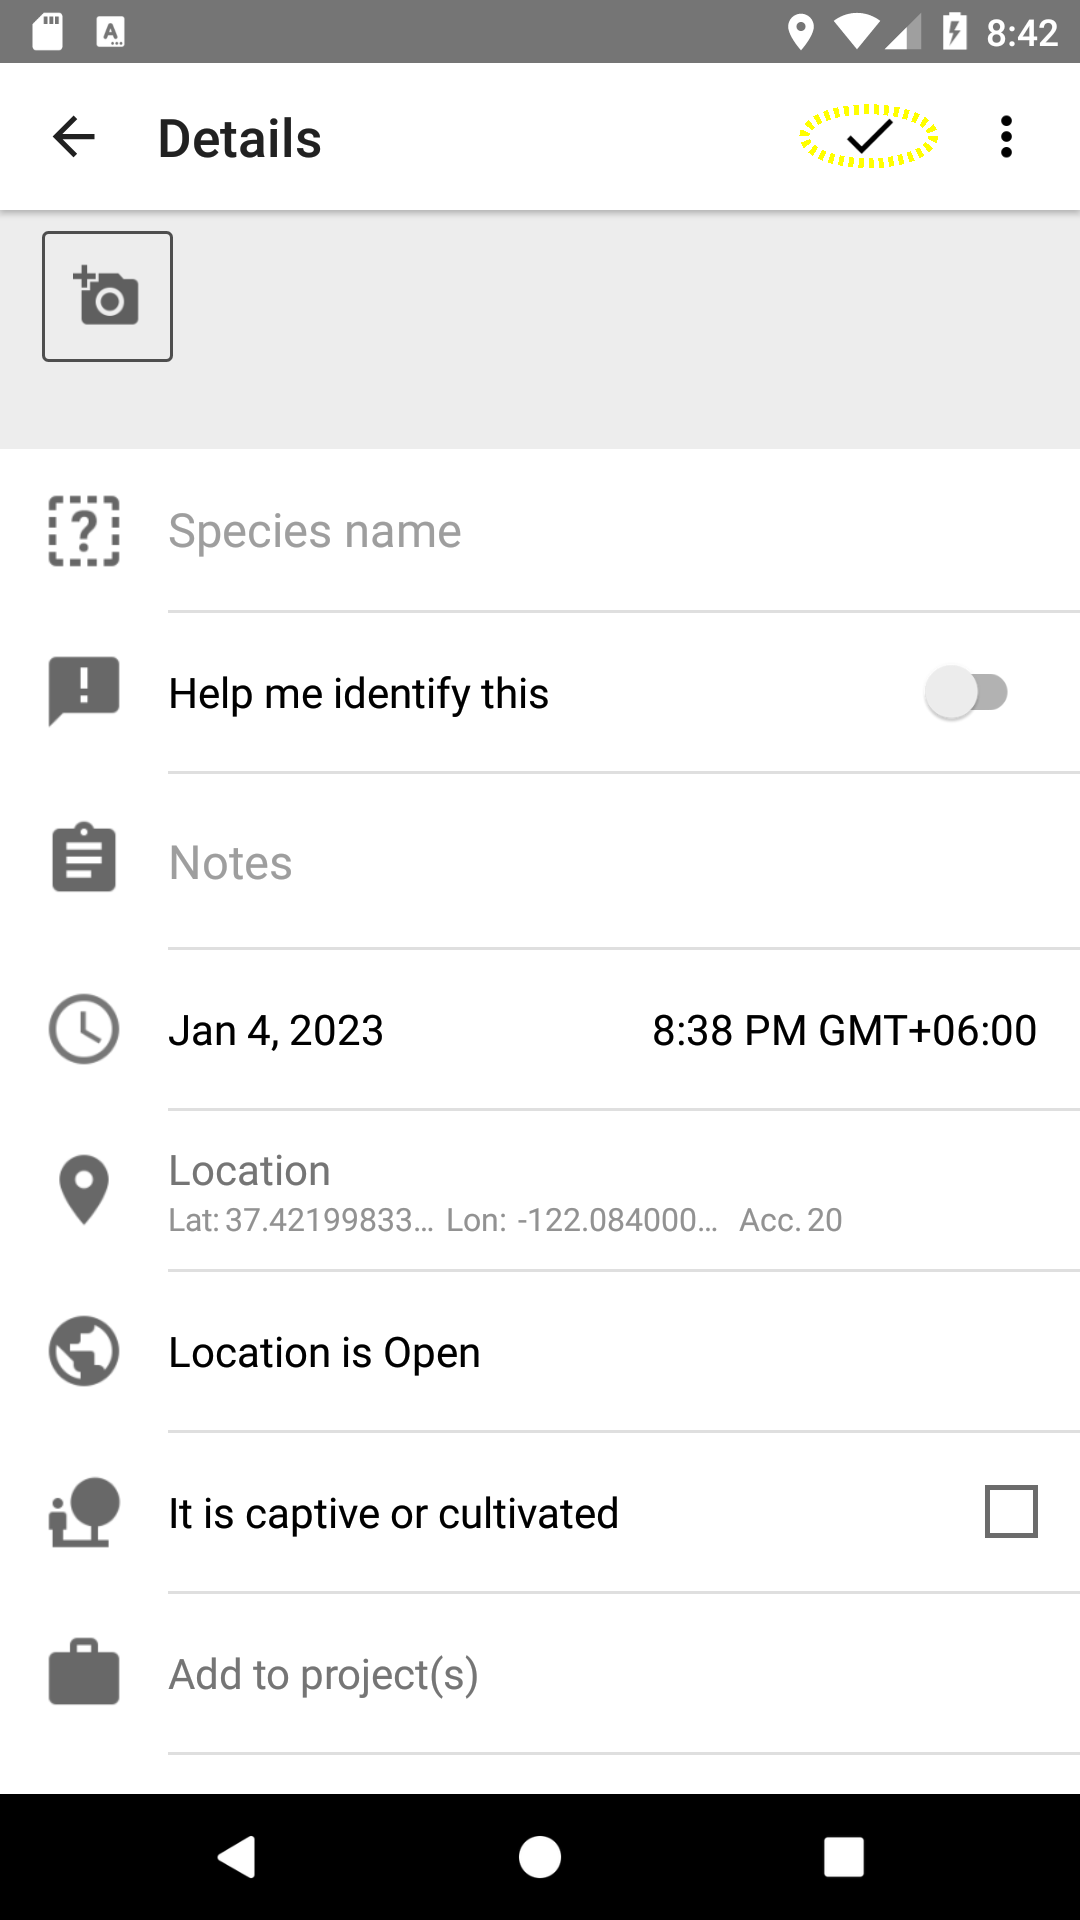 8:42
Details
Species name
Help me identify this
Notes
Jan 4, 2023 8:38 PM GMT+06:00
Location
Lat: 37.42199833... Lon: -122.084000... Acc. 20
Location is Open
It is captive or cultivated
Add to project(s)